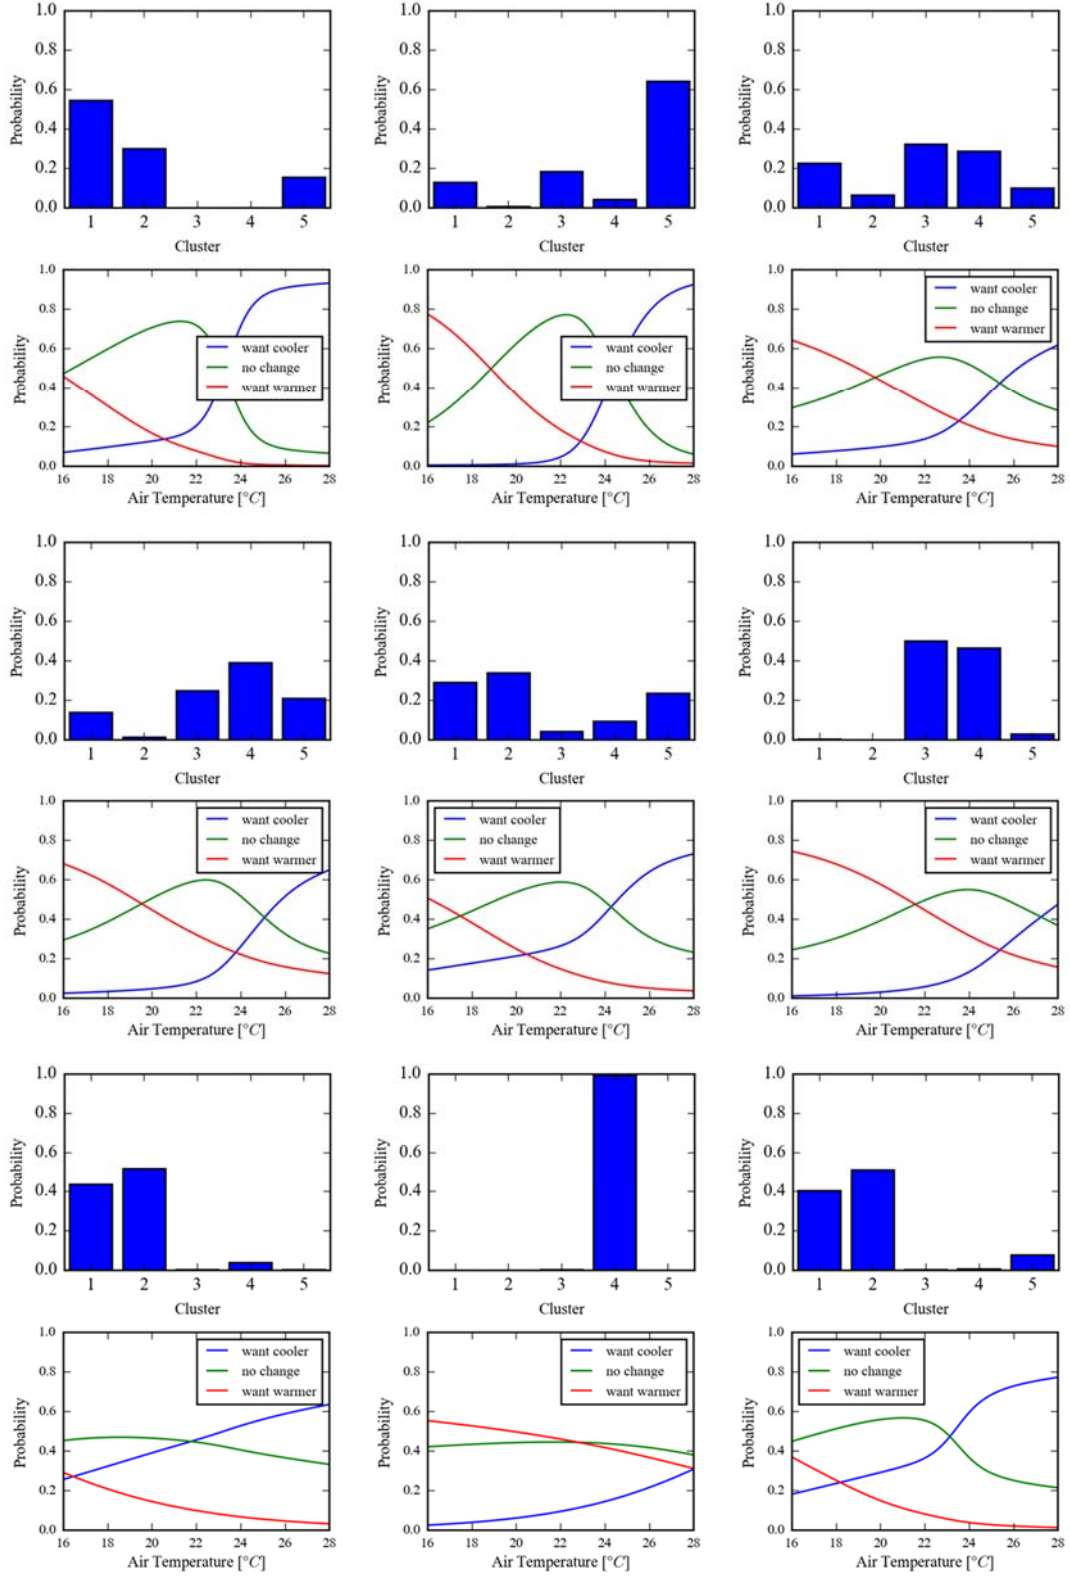 1.0 1.0 1.0
0.8 0.8 0.8
0.6 0.6 0.6
Probability Probability Probability
0.4 0.4 0.4
0.2 0.2 0.2
0.0 0.0 0.0
1 2 3 4 5 1 2 3 4 5 1 2 3 4 5
Cluster Cluster Cluster
1.0 1.0 1.0
want cooler
0.8 0.8 0.8
no change
want warmer
0.6 want cooler 0.6 want cooler 0.6
Probability Probability Probability
no change no change
0.4 want warmer 0.4 want warmer 0.4
0.2 0.2 0.2
0.0 0.0 0.0
16 18 20 22 24 26 28 16 18 20 22 24 26 28 16 18 20 22 24 26 28
Air Temperature [°C] Air Temperature [°C] Air Temperature [°C]
1.0 1.0 1.0
0.8 0.8 0.8
0.6 0.6 0.6
Probability Probability Probability
0.4 0.4 0.4
0.2 0.2 0.2
0.0 0.0 0.0
1 2 3 4 5 1 2 3 4 5 1 2 3 4 5
Cluster Cluster Cluster
1.0 1.0 1.0
want cooler want cooler want cooler
0.8 no change 0.8 no change 0.8 no change
want warmer want warmer want warmer
0.6 0.6 0.6
Probability Probability Probability
0.4 0.4 0.4
0.2 0.2 0.2
0.0 0.0 0.0
16 18 20 22 24 26 28 16 18 20 22 24 26 28 16 18 20 22 24 26 28
Air Temperature [°C] Air Temperature [°C] Air Temperature [°C]
1.0 1.0 1.0
0.8 0.8 0.8
0.6 0.6 0.6
Probability Probability Probability
0.4 0.4 0.4
0.2 0.2 0.2
0.0 0.0 0.0
1 2 3 4 5 1 2 3 4 5 1 2 3 4 5
Cluster Cluster Cluster
1.0 1.0 1.0
want cooler want cooler want cooler
0.8 no change 0.8 no change 0.8 no change
want warmer want warmer want warmer
0.6 0.6 0.6
Probability Probability Probability
0.4 0.4 0.4
0.2 0.2 0.2
0.0 0.0 0.0
16 18 20 22 24 26 28 16 18 20 22 24 26 28 16 18 20 22 24 26 28
Air Temperature [°C] Air Temperature [°C] Air Temperature [°C]